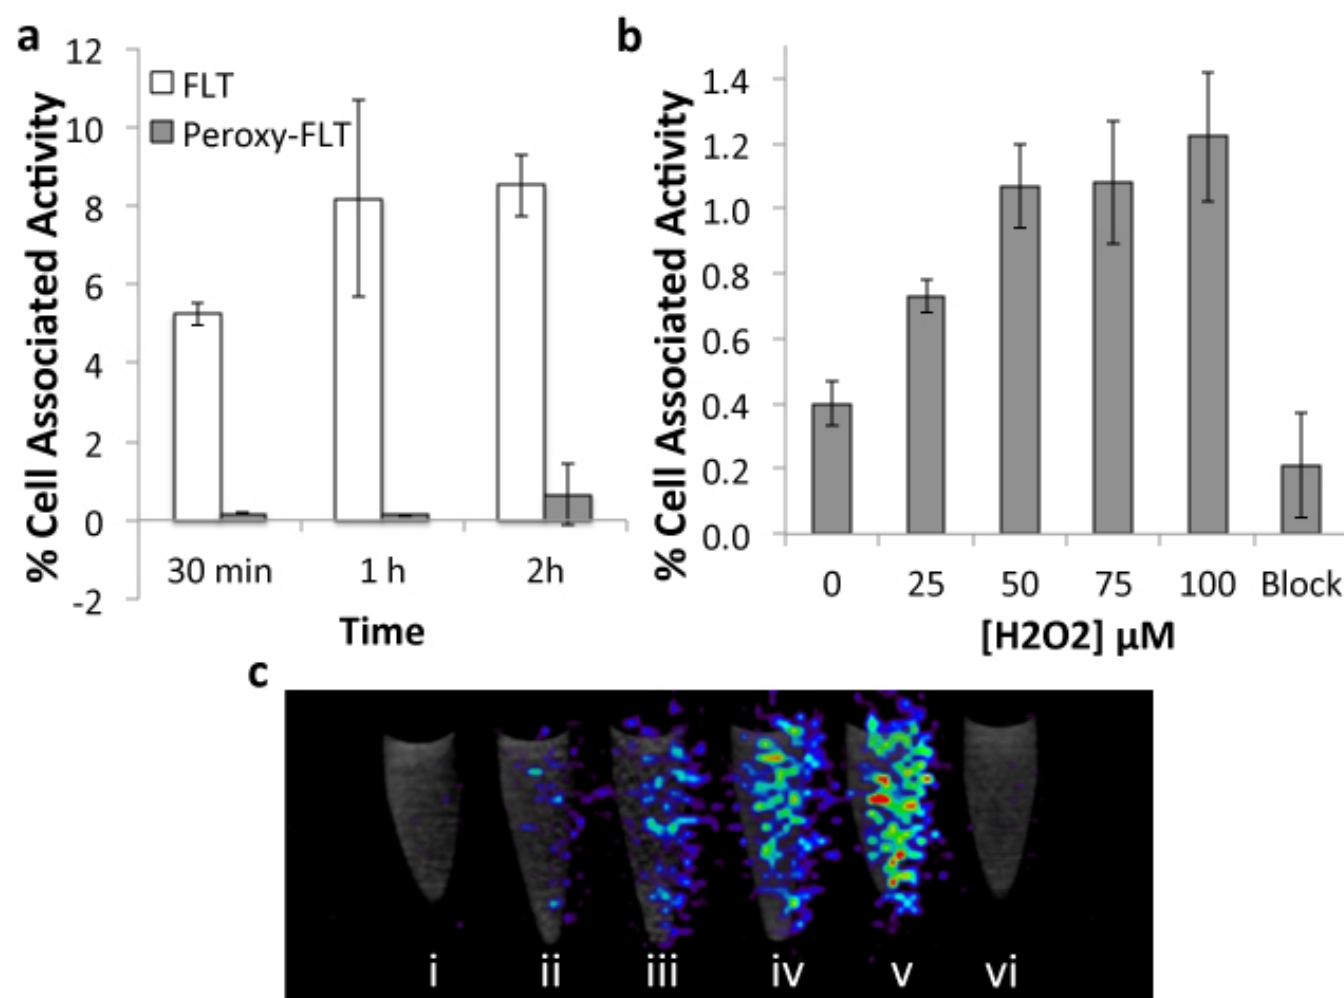 a
% Cell Associated Activity
12
10
8
6
4
2
0
-2
FLT
Peroxy-FLT
30 min 1 h 2h
Time
b
% Cell Associated Activity
1.4
1.2
1.0
0.8
0.6
0.4
0.2
0.0
0 25 50 75 100 Block
[H2O2] µM
c
i ii iii iv v vi